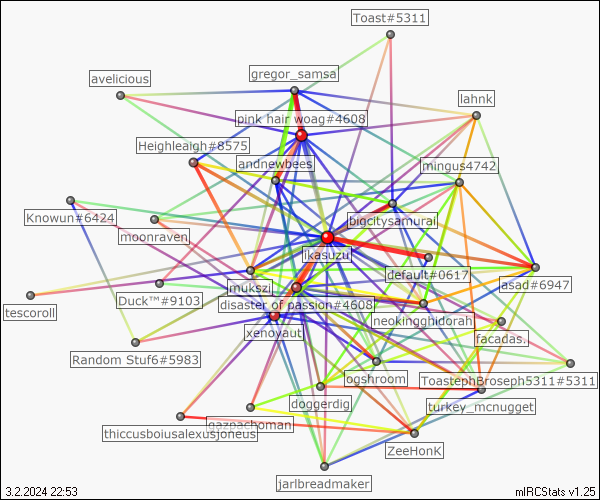 Toast#5311
gregor_samsa
avelicious
lahnk
pink hair woag#4608
Heighleaigh#8575
andnewbees
mingus4742
Knowun#6424
bigcitysamurai
moonraven
ikasuzu
default#0617
asad#6947
mukszi
Duck™#9103
disaster of passion#4608
tescoroll
neokingghidorah
xenoyaut
facadas.
Random Stuf6#5983
ogshroom
ToastephBroseph5311#5311
doggerdig
turkey_mcnugget
gazpachoman
thiccusboiusalexusjoneus
ZeeHonK
jarlbreadmaker
3.2.2024 22:53
mIRCStats v1.25